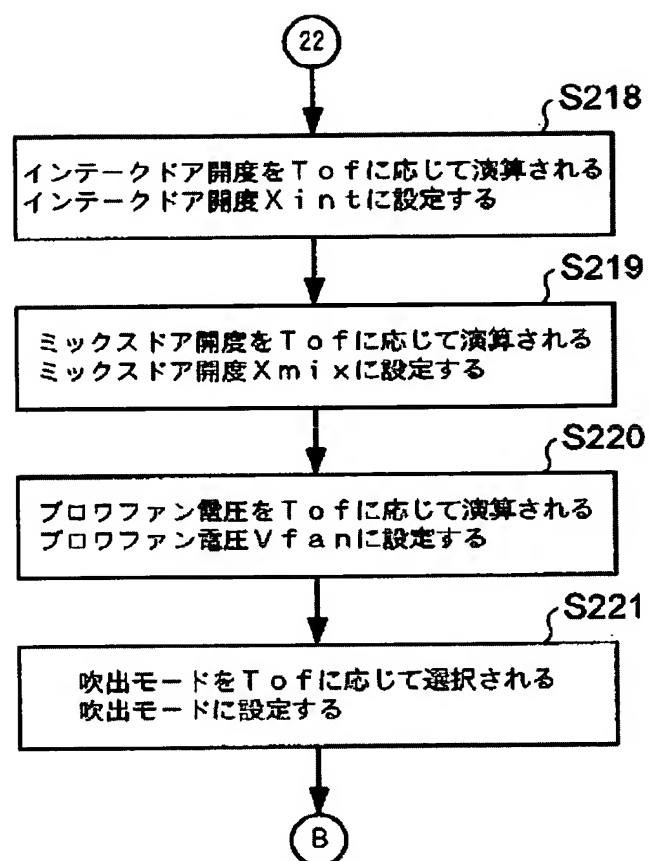 22
S218
インテークドア開度をTofに応じて演算される
インテークドア開度Xintに設定する
S219
ミックスドア開度をTofに応じて演算される
ミックスドア開度Xmixに設定する
S220
ブロワファン電圧をTofに応じて演算される
ブロワファン電圧Vfanに設定する
S221
吹出モードをTofに応じて選択される
吹出モードに設定する
B